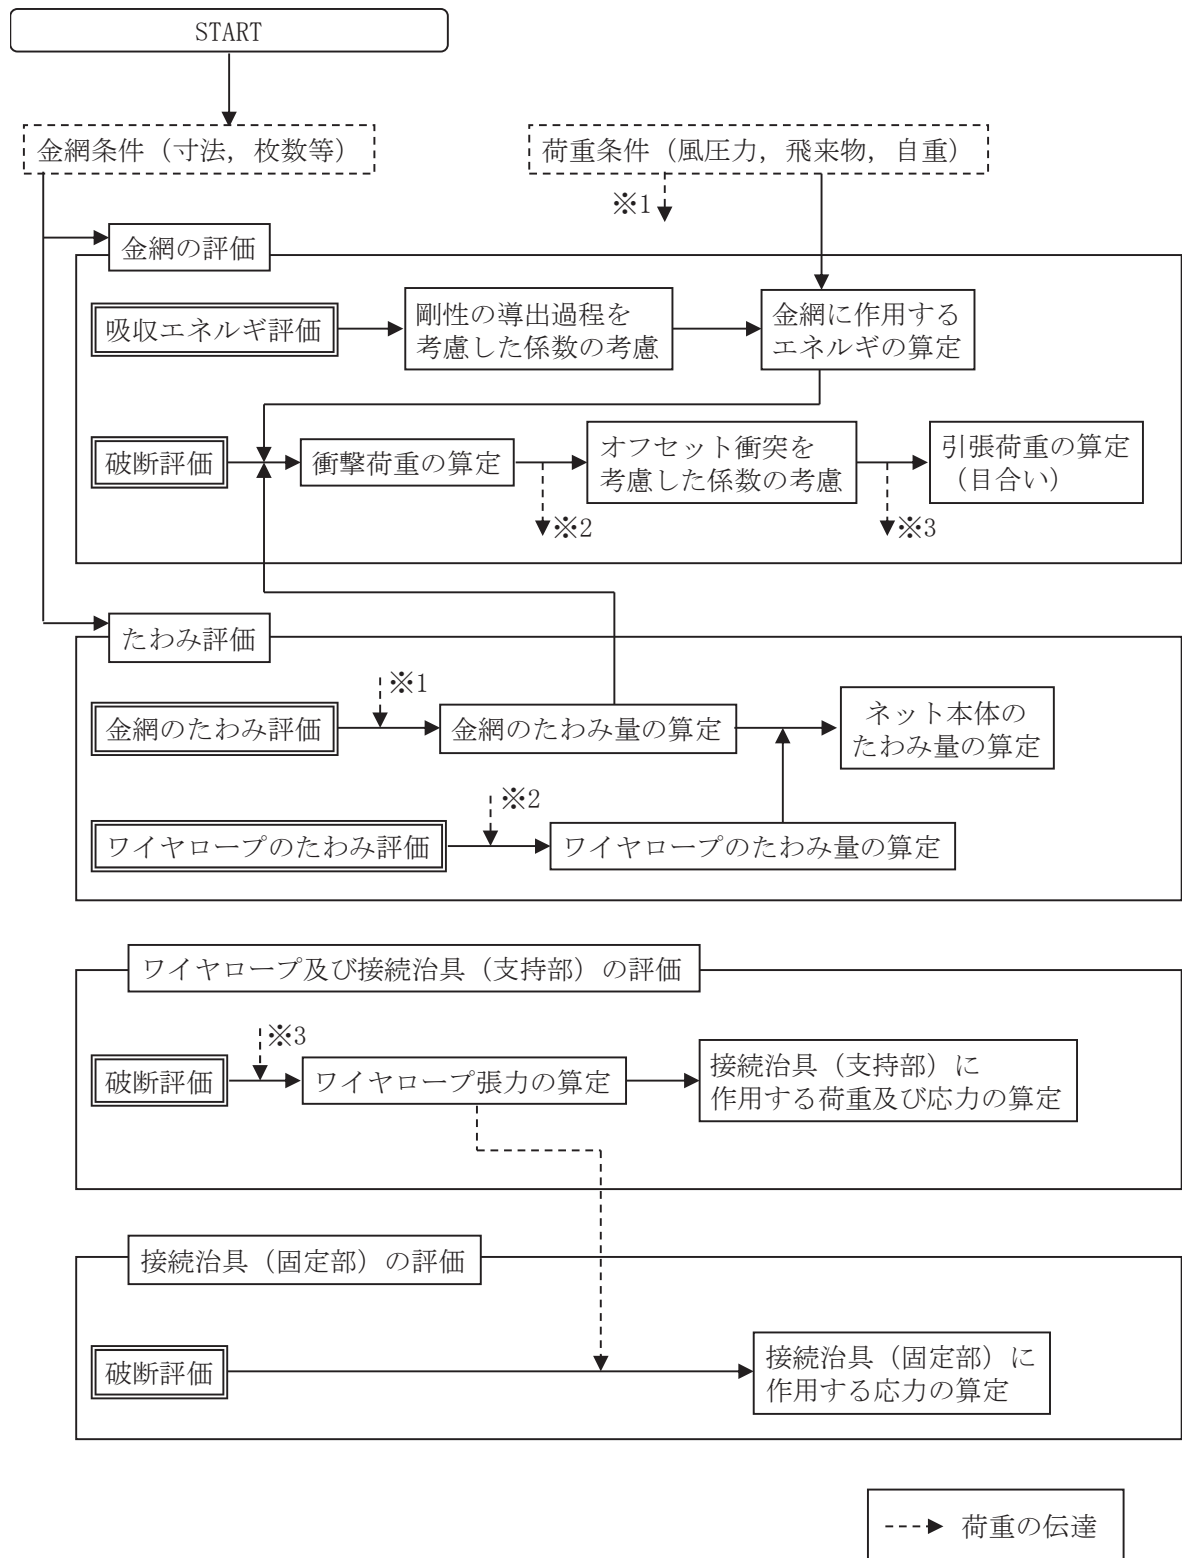 START
金網条件（寸法，枚数等）
荷重条件（風圧力，飛来物，自重）
※1
金網の評価
吸収エネルギ評価
剛性の導出過程を
考慮した係数の考慮
金網に作用する
エネルギの算定
破断評価
衝撃荷重の算定
オフセット衝突を
考慮した係数の考慮
引張荷重の算定
（目合い）
※2
※3
たわみ評価
※1
金網のたわみ評価
金網のたわみ量の算定
ネット本体の
たわみ量の算定
※2
ワイヤロープのたわみ評価
ワイヤロープのたわみ量の算定
ワイヤロープ及び接続治具（支持部）の評価
※3
破断評価
ワイヤロープ張力の算定
接続治具（支持部）に
作用する荷重及び応力の算定
接続治具（固定部）の評価
破断評価
接続治具（固定部）に
作用する応力の算定
荷重の伝達